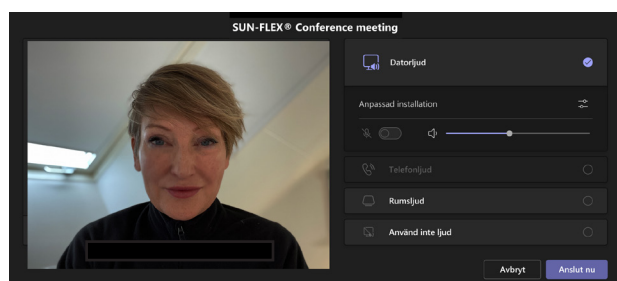 SUN-FLEX® Conference meeting
Datorljud
Anpassad installation
Telefonljud
Rumsljud
Använd inte ljud
Avbryt
Anslut nu